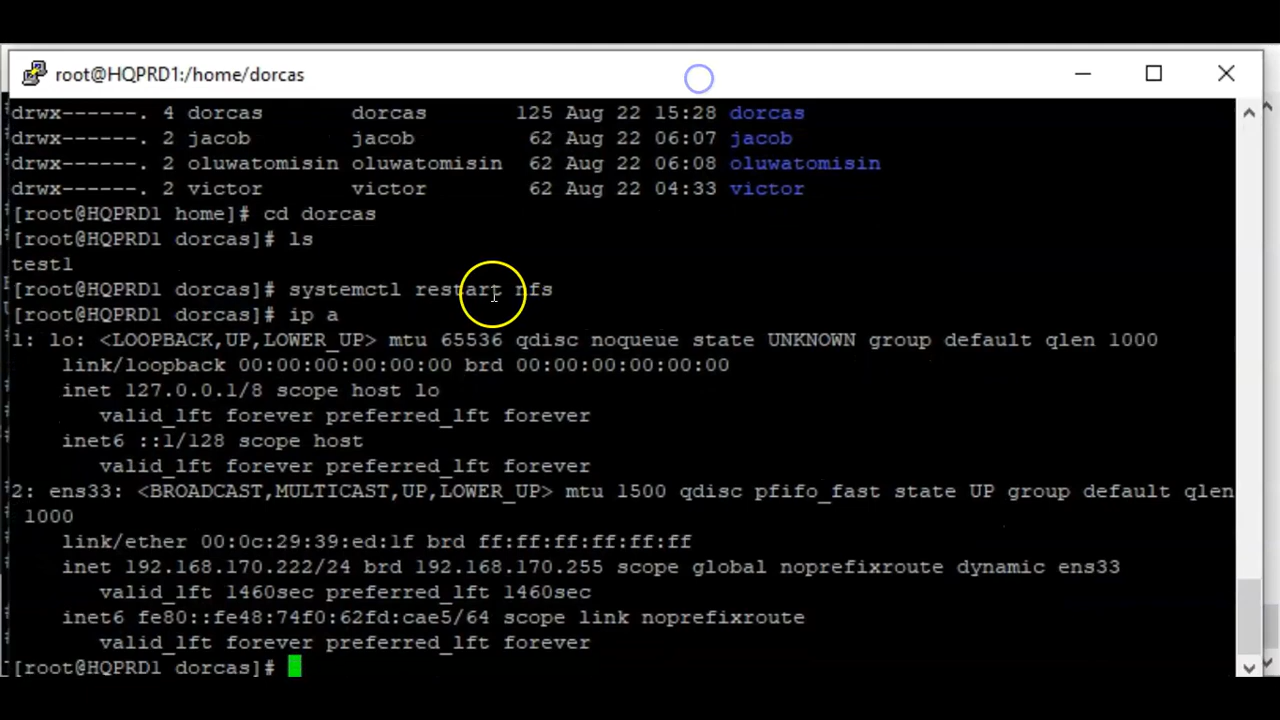 root@HQPRD1:/home/dorcas
drwx------. 4 dorcas      dorcas       125 Aug 22 15:28 dorcas
drwx------. 2 jacob       jacob         62 Aug 22 06:07 jacob
drwx------. 2 oluwatomisin oluwatomisin  62 Aug 22 06:08 oluwatomisin
drwx------. 2 victor      victor        62 Aug 22 04:33 victor
[root@HQPRD1 home]# cd dorcas
[root@HQPRD1 dorcas]# ls
test1
[root@HQPRD1 dorcas]# systemctl restart nfs
[root@HQPRD1 dorcas]# ip a
1: lo: <LOOPBACK,UP,LOWER_UP> mtu 65536 qdisc noqueue state UNKNOWN group default qlen 1000
    link/loopback 00:00:00:00:00:00 brd 00:00:00:00:00:00
    inet 127.0.0.1/8 scope host lo
       valid_lft forever preferred_lft forever
    inet6 ::1/128 scope host
       valid_lft forever preferred_lft forever
2: ens33: <BROADCAST,MULTICAST,UP,LOWER_UP> mtu 1500 qdisc pfifo_fast state UP group default qlen
 1000
    link/ether 00:0c:29:39:ed:1f brd ff:ff:ff:ff:ff:ff
    inet 192.168.170.222/24 brd 192.168.170.255 scope global noprefixroute dynamic ens33
       valid_lft 1460sec preferred_lft 1460sec
    inet6 fe80::fe48:74f0:62fd:cae5/64 scope link noprefixroute
       valid_lft forever preferred_lft forever
[root@HQPRD1 dorcas]#